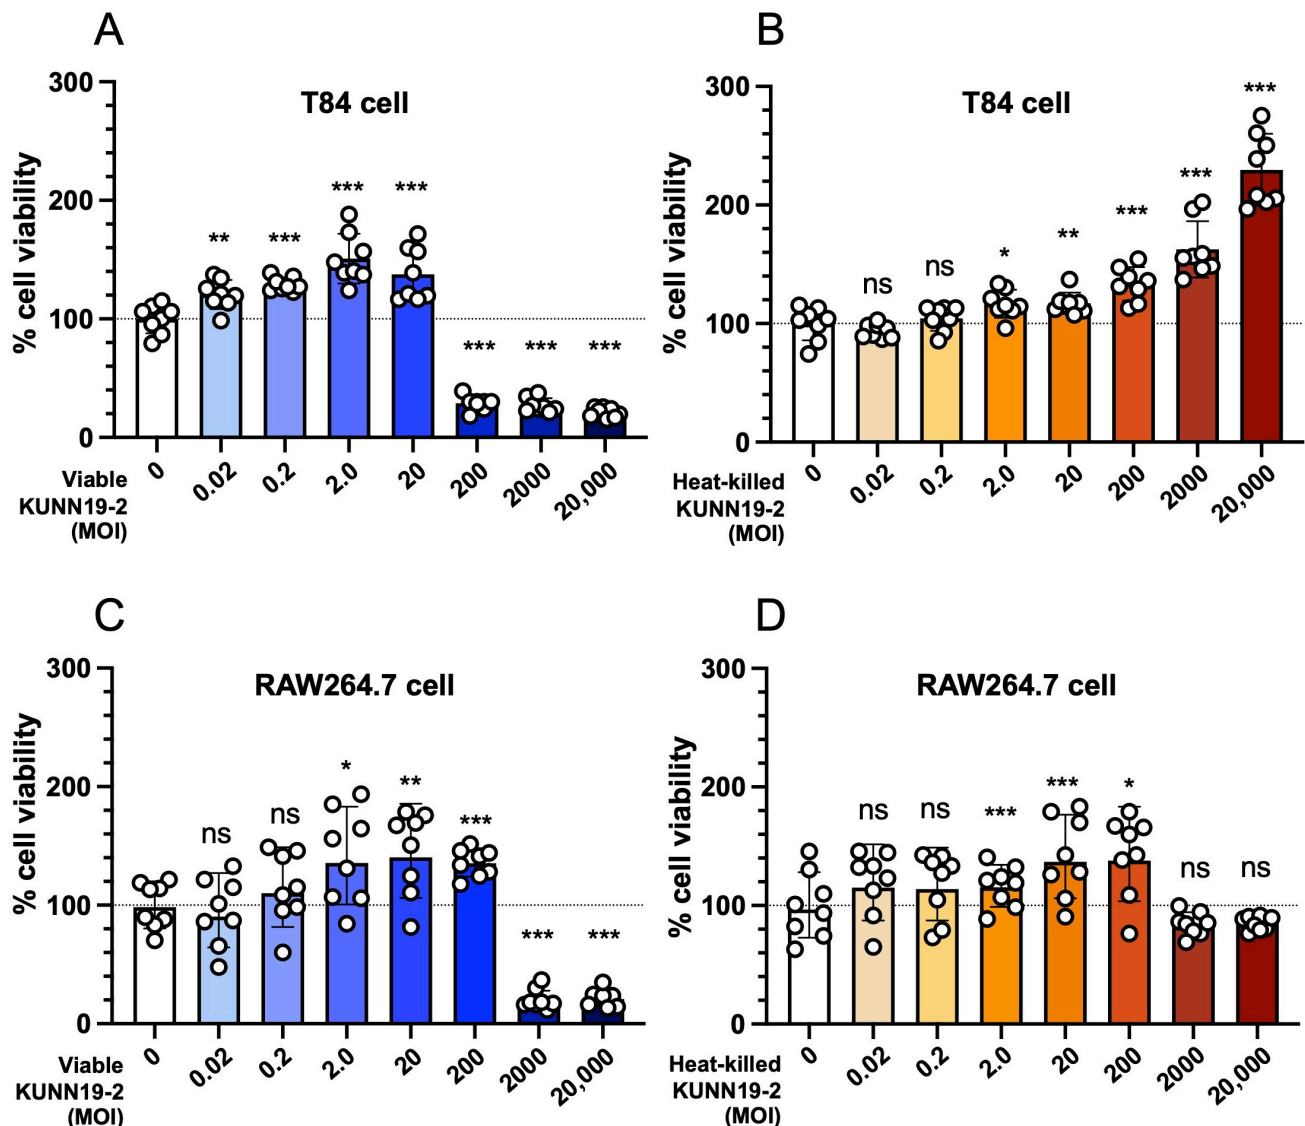 A
T84 cell
% cell viability
300
200
100
0
** *** *** *** *** *** ***
0 0.02 0.2 2.0 20 200 2000 20,000
Viable
KUNN19-2
(MOI)
B
T84 cell
% cell viability
300
200
100
0
ns ns * ** *** *** ***
0 0.02 0.2 2.0 20 200 2000 20,000
Heat-killed
KUNN19-2
(MOI)
C
RAW264.7 cell
% cell viability
300
200
100
0
ns ns * ** *** *** ***
0 0.02 0.2 2.0 20 200 2000 20,000
Viable
KUNN19-2
(MOI)
D
RAW264.7 cell
% cell viability
300
200
100
0
ns ns *** *** * ns ns
0 0.02 0.2 2.0 20 200 2000 20,000
Heat-killed
KUNN19-2
(MOI)